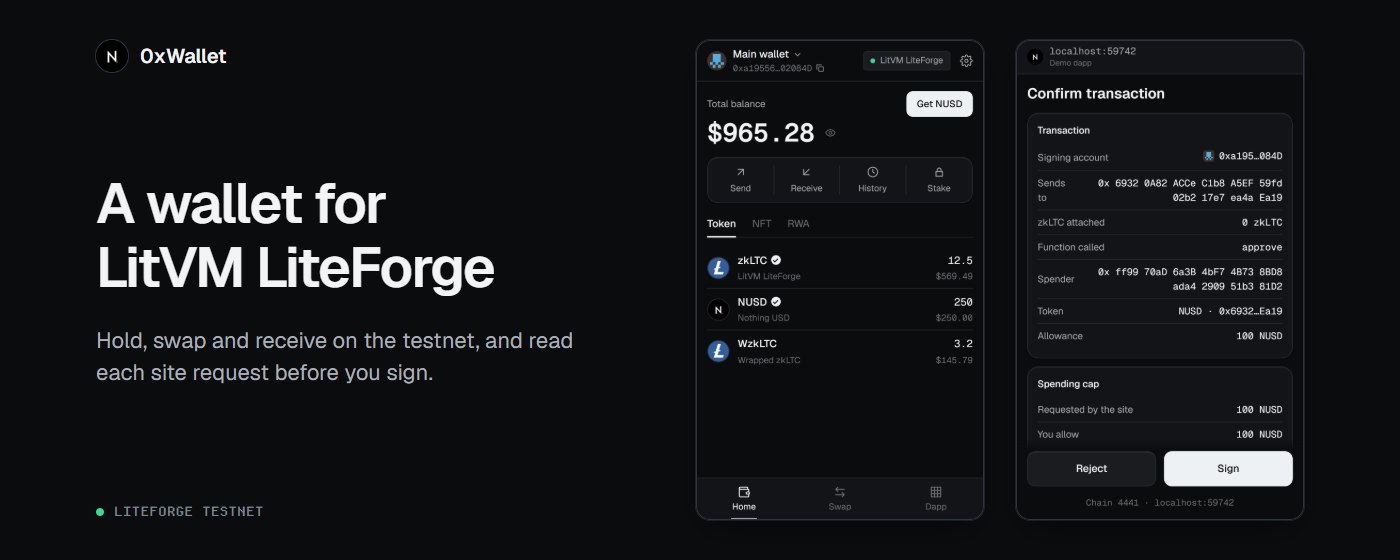 N
0xWallet
A wallet for
LitVM LiteForge
Hold, swap and receive on the testnet, and read
each site request before you sign.
LITEFORGE TESTNET
Main wallet
0xa19556…02084D
LitVM LiteForge
Total balance
Get NUSD
$965.28
Send
Receive
History
Stake
Token
NFT
RWA
zkLTC
12.5
LitVM LiteForge
$569.49
N
NUSD
250
Nothing USD
$250.00
WzkLTC
3.2
Wrapped zkLTC
$145.79
Home
Swap
Dapp
N
localhost:59742
Demo dapp
Confirm transaction
Transaction
Signing account
0xa195…084D
Sends to
0x 6932 0A82 ACCe C1b8 A5EF 59fd
02b2 17e7 ea4a Ea19
zkLTC attached
0 zkLTC
Function called
approve
Spender
0x ff99 70aD 6a3B 4bF7 4B73 8BD8
ada4 2909 51b3 81D2
Token
NUSD · 0x6932…Ea19
Allowance
100 NUSD
Spending cap
Requested by the site
100 NUSD
You allow
100 NUSD
Reject
Sign
Chain 4441 · localhost:59742